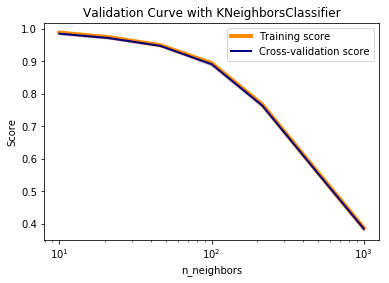 Validation Curve with KNeighborsClassifier
Training score
Cross-validation score
Score
1.0
0.9
0.8
0.7
0.6
0.5
0.4
10¹
10²
10³
n_neighbors